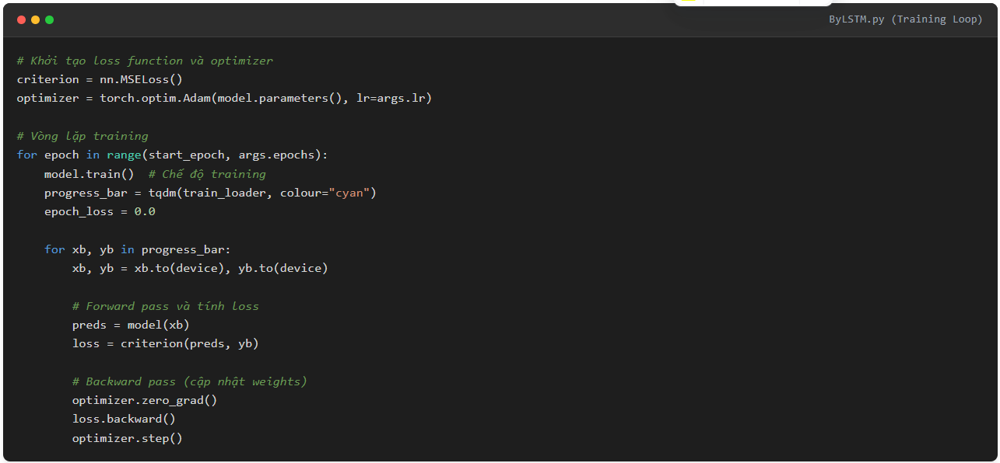 ByLSTM.py (Training Loop)
# Khởi tạo loss function và optimizer
criterion = nn.MSELoss()
optimizer = torch.optim.Adam(model.parameters(), lr=args.lr)
# Vòng lặp training
for epoch in range(start_epoch, args.epochs):
    model.train()  # Chế độ training
    progress_bar = tqdm(train_loader, colour="cyan")
    epoch_loss = 0.0
    for xb, yb in progress_bar:
        xb, yb = xb.to(device), yb.to(device)
        # Forward pass và tính loss
        preds = model(xb)
        loss = criterion(preds, yb)
        # Backward pass (cập nhật weights)
        optimizer.zero_grad()
        loss.backward()
        optimizer.step()